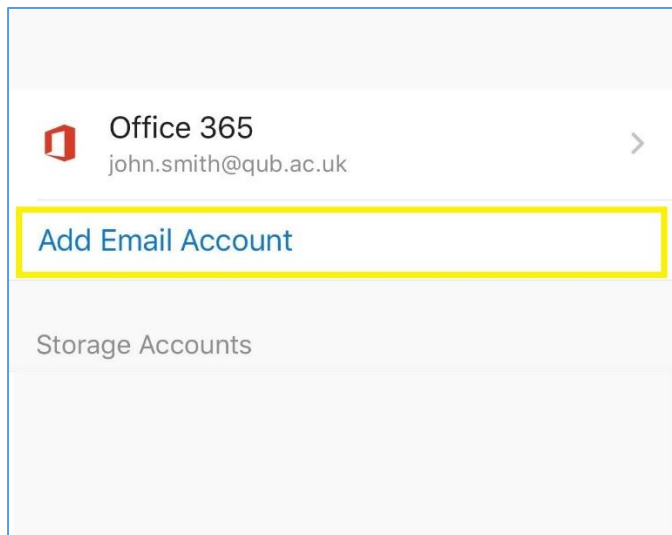 Office 365
john.smith@qub.ac.uk
Add Email Account
Storage Accounts